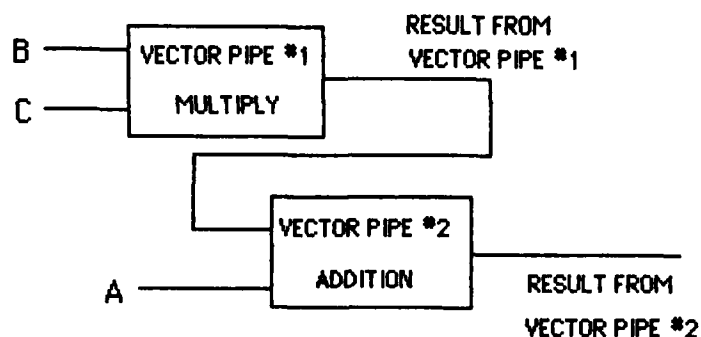 B
VECTOR PIPE #1
MULTIPLY
C
RESULT FROM
VECTOR PIPE #1
VECTOR PIPE #2
ADDITION
A
RESULT FROM
VECTOR PIPE #2